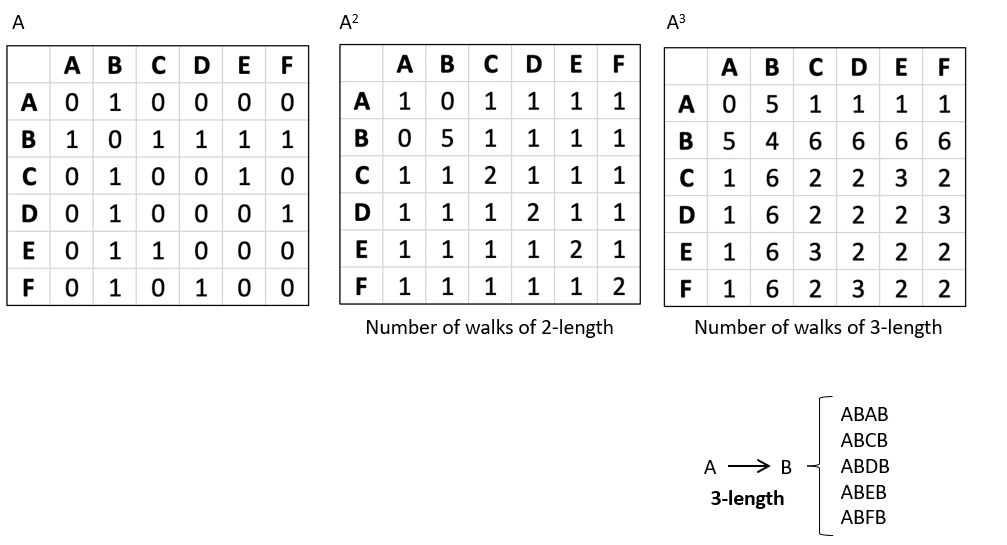 A
A B C D E F
A 0 1 0 0 0 0
B 1 0 1 1 1 1
C 0 1 0 0 1 0
D 0 1 0 0 0 1
E 0 1 1 0 0 0
F 0 1 0 1 0 0
A²
A B C D E F
A 1 0 1 1 1 1
B 0 5 1 1 1 1
C 1 1 2 1 1 1
D 1 1 1 2 1 1
E 1 1 1 1 2 1
F 1 1 1 1 1 2
Number of walks of 2-length
A³
A B C D E F
A 0 5 1 1 1 1
B 5 4 6 6 6 6
C 1 6 2 2 3 2
D 1 6 2 2 2 3
E 1 6 3 2 2 2
F 1 6 2 3 2 2
Number of walks of 3-length
A → B
3-length
ABAB
ABCB
ABDB
ABEB
ABFB